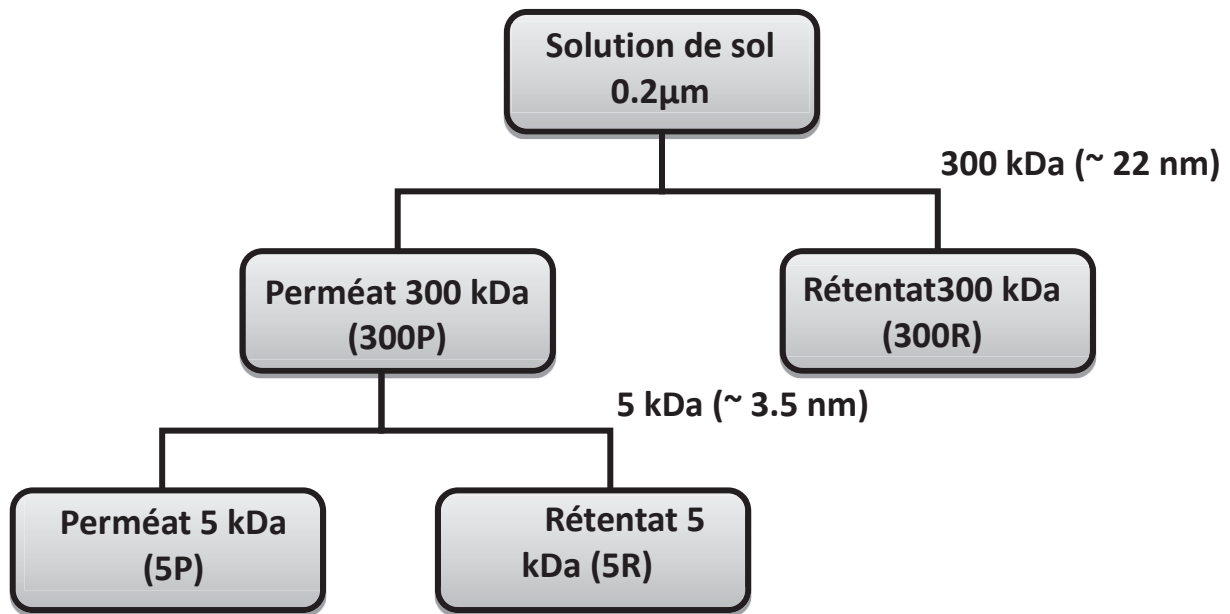 Solution de sol
0.2µm
300 kDa (~ 22 nm)
Perméat 300 kDa
(300P)
Rétentat300 kDa
(300R)
5 kDa (~ 3.5 nm)
Perméat 5 kDa
(5P)
Rétentat 5
kDa (5R)